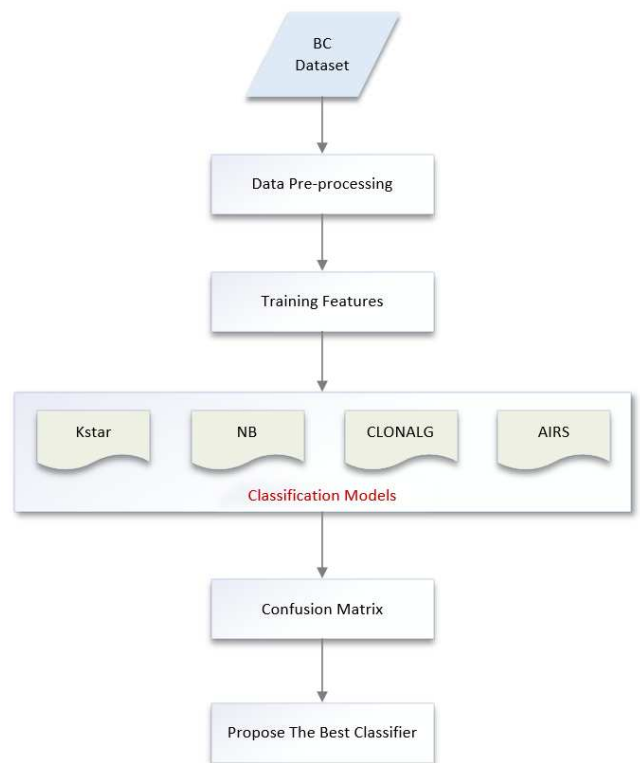 BC
Dataset
Data Pre-processing
Training Features
Kstar
NB
CLONALG
AIRS
Classification Models
Confusion Matrix
Propose The Best Classifier